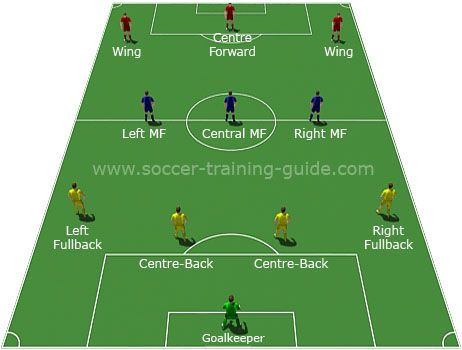 Centre
Wing
Forward
Wing
Left MF
Central MF
Right MF
www.soccer-training-guide.com
Left
Fullback
Right
Fullback
Centre-Back
Centre-Back
Goalkeeper